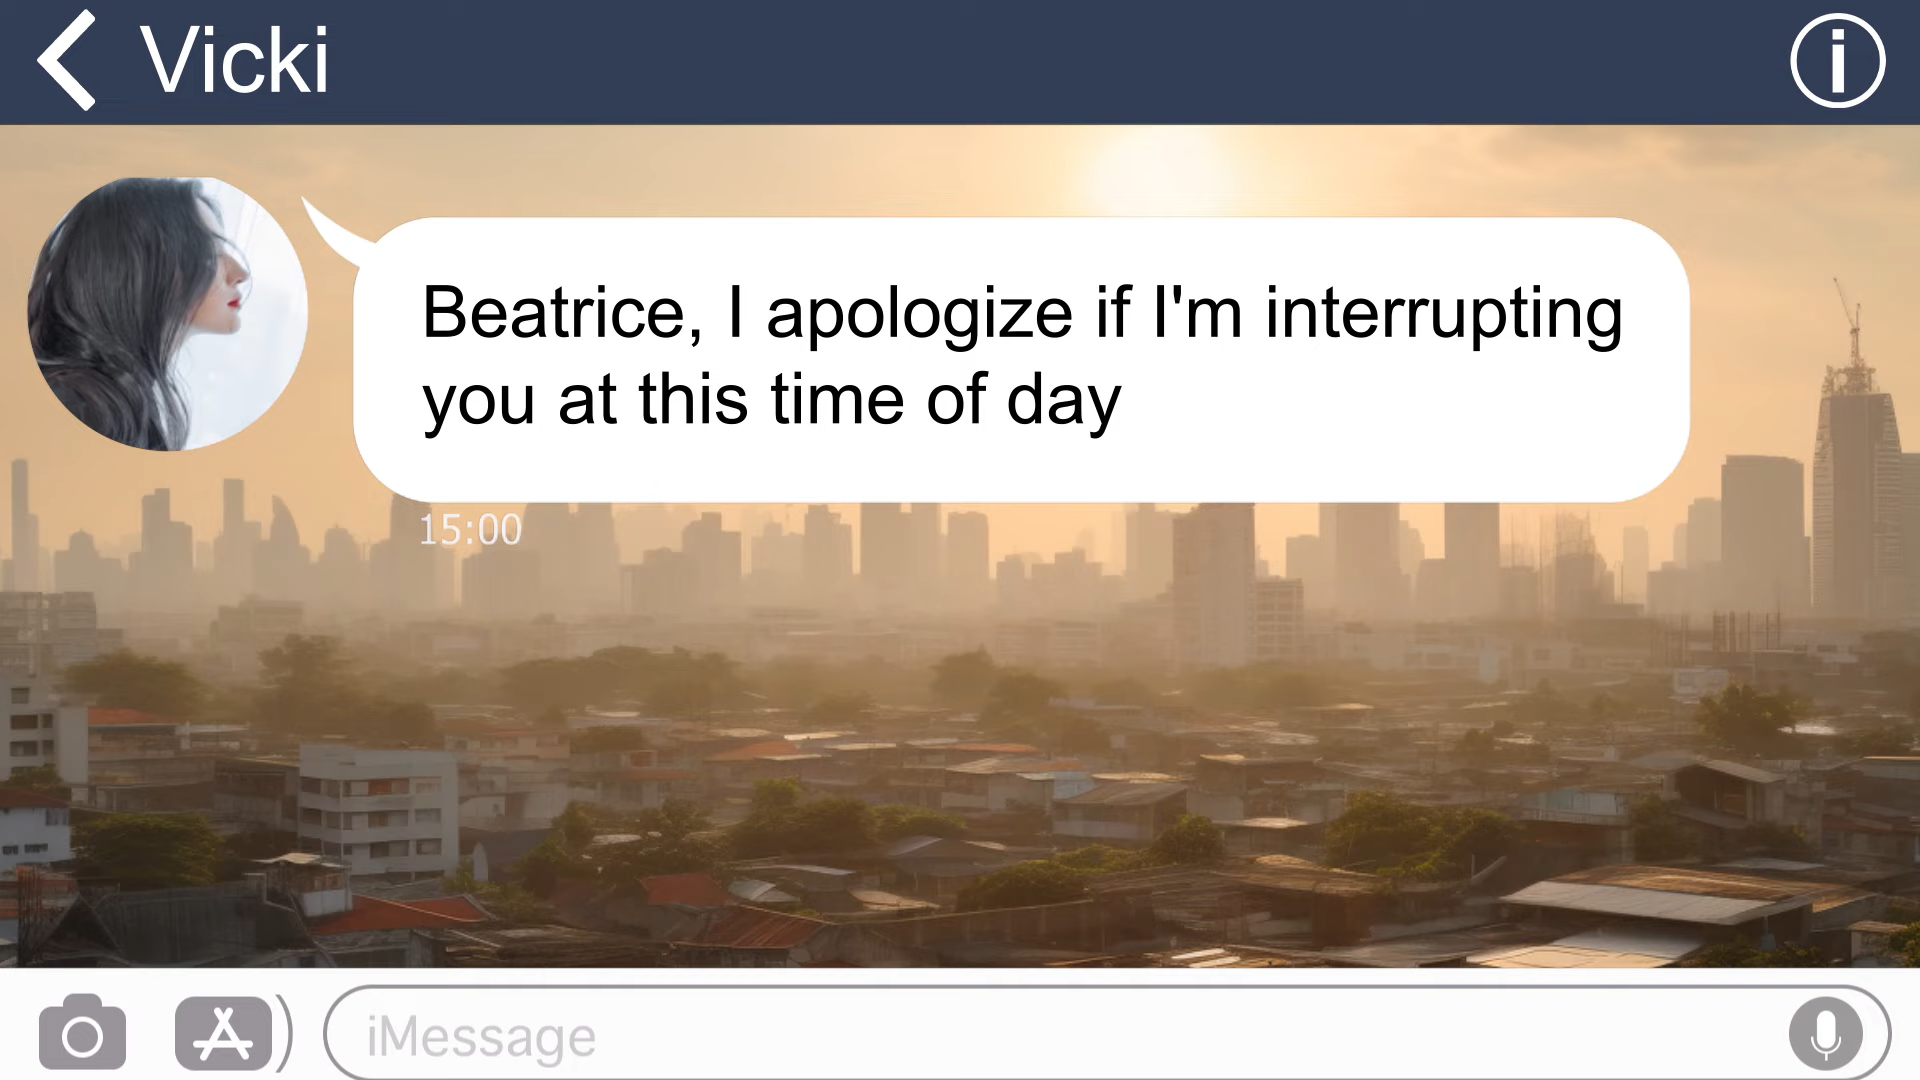 Vicki
Beatrice, I apologize if I'm interrupting
you at this time of day
15:00
iMessage